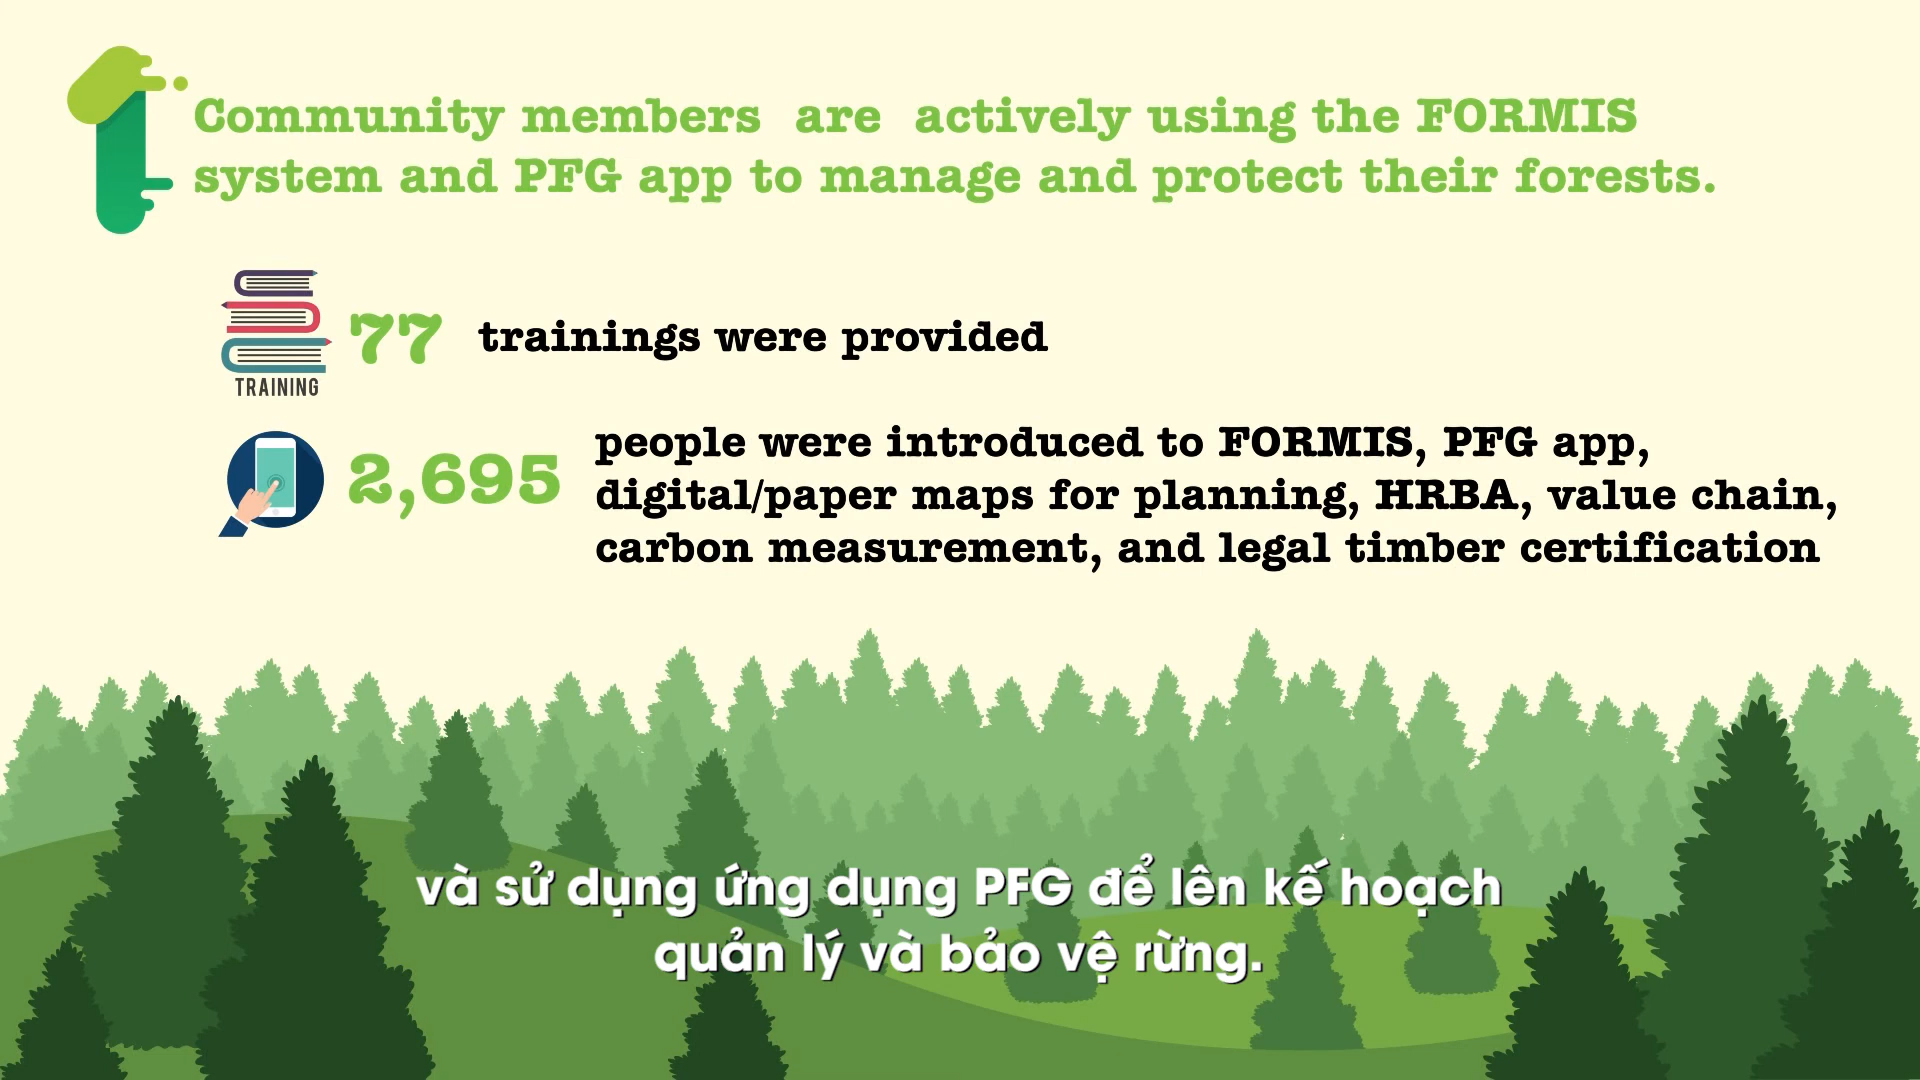 1
Community members are actively using the FORMIS
system and PFG app to manage and protect their forests.
TRAINING
77 trainings were provided
2,695 people were introduced to FORMIS, PFG app,
digital/paper maps for planning, HRBA, value chain,
carbon measurement, and legal timber certification
và sử dụng ứng dụng PFG để lên kế hoạch
quản lý và bảo vệ rừng.